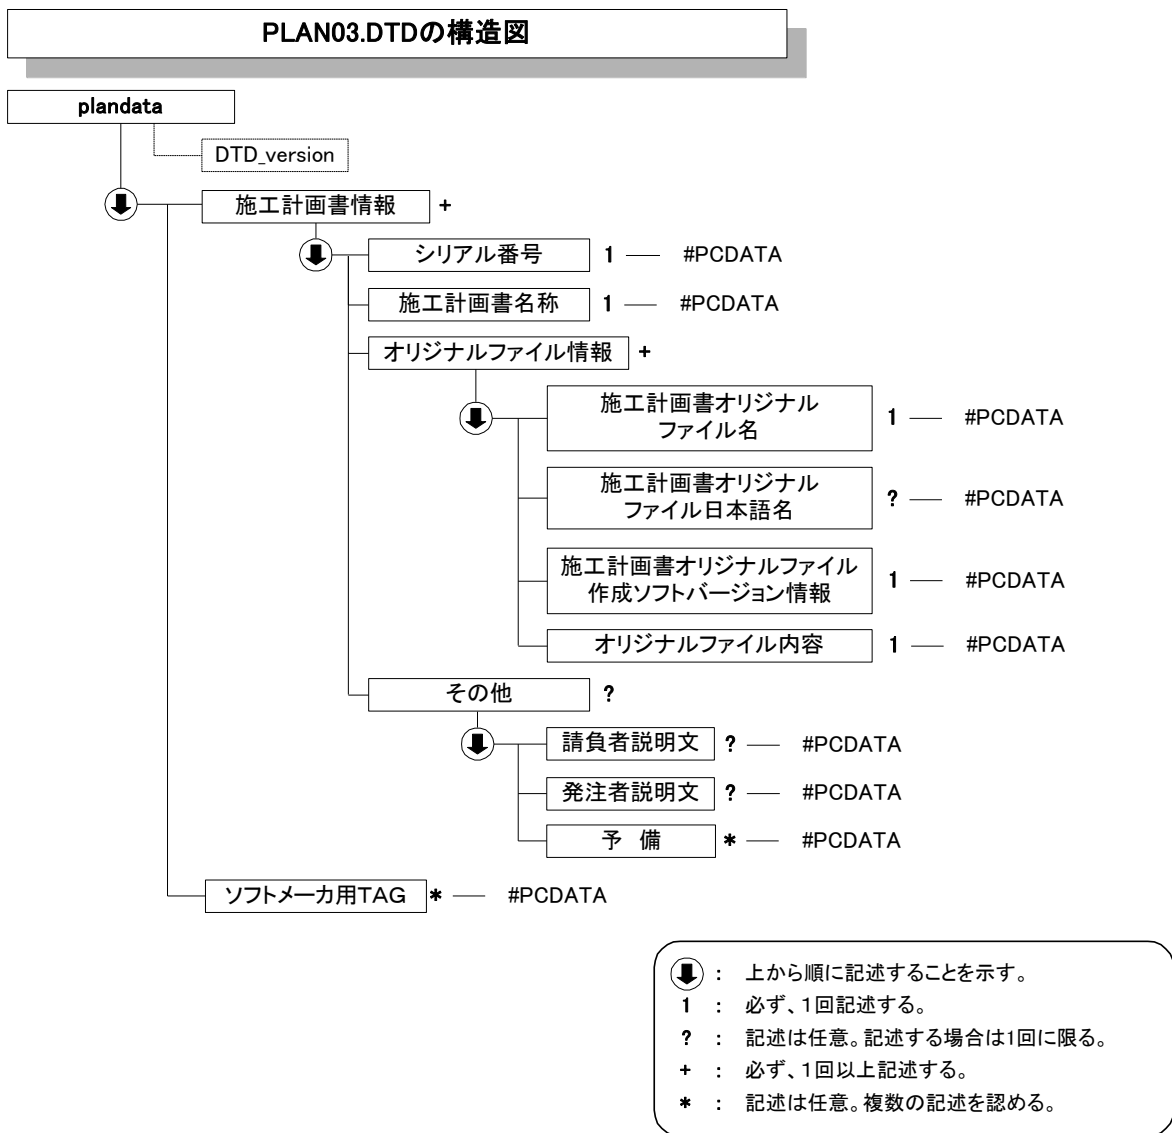 PLAN03.DTDの構造図
plandata
DTD_version
施工計画書情報 +
シリアル番号 1 #PCDATA
施工計画書名称 1 #PCDATA
オリジナルファイル情報 +
施工計画書オリジナル
ファイル名 1 #PCDATA
施工計画書オリジナル
ファイル日本語名 ? #PCDATA
施工計画書オリジナルファイル
作成ソフトバージョン情報 1 #PCDATA
オリジナルファイル内容 1 #PCDATA
その他 ?
請負者説明文 ? #PCDATA
発注者説明文 ? #PCDATA
予 備 * #PCDATA
ソフトメーカ用TAG * #PCDATA
: 上から順に記述することを示す。
1 : 必ず、1回記述する。
? : 記述は任意。記述する場合は1回に限る。
+ : 必ず、1回以上記述する。
* : 記述は任意。複数の記述を認める。